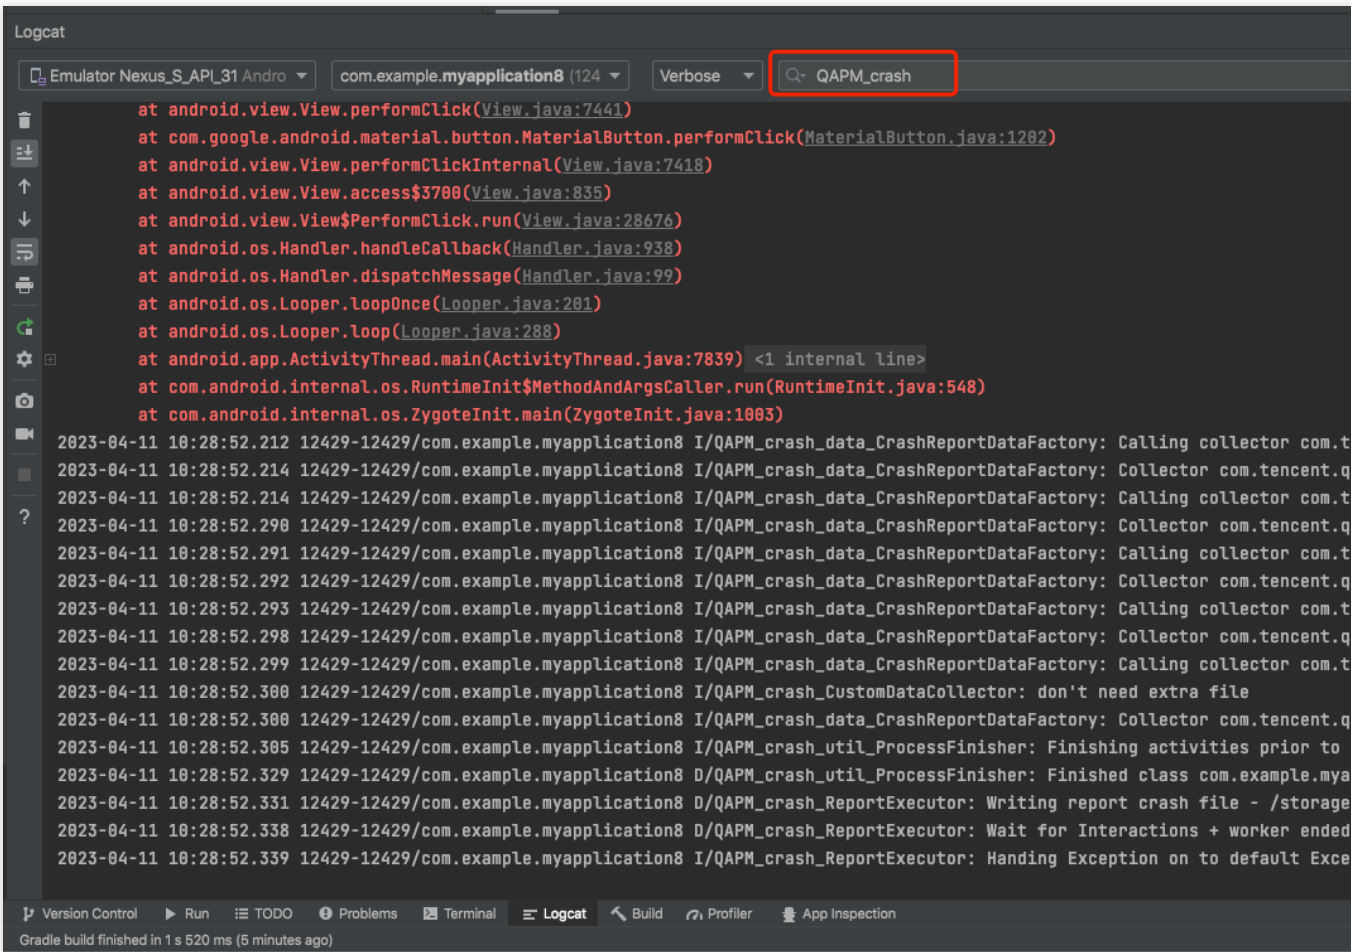 Logcat
Emulator Nexus_S_API_31 Andro
com.example.myapplication8 (124
Verbose
QAPM_crash
at android.view.View.performClick(View.java:7441)
at com.google.android.material.button.MaterialButton.performClick(MaterialButton.java:1202)
at android.view.View.performClickInternal(View.java:7418)
at android.view.View.access$3700(View.java:835)
at android.view.View$PerformClick.run(View.java:28676)
at android.os.Handler.handleCallback(Handler.java:938)
at android.os.Handler.dispatchMessage(Handler.java:99)
at android.os.Looper.loopOnce(Looper.java:201)
at android.os.Looper.loop(Looper.java:288)
at android.app.ActivityThread.main(ActivityThread.java:7839) <1 internal line>
at com.android.internal.os.RuntimeInit$MethodAndArgsCaller.run(RuntimeInit.java:548)
at com.android.internal.os.ZygoteInit.main(ZygoteInit.java:1003)
2023-04-11 10:28:52.212 12429-12429/com.example.myapplication8 I/QAPM_crash_data_CrashReportDataFactory: Calling collector com.t
2023-04-11 10:28:52.214 12429-12429/com.example.myapplication8 I/QAPM_crash_data_CrashReportDataFactory: Collector com.tencent.q
2023-04-11 10:28:52.214 12429-12429/com.example.myapplication8 I/QAPM_crash_data_CrashReportDataFactory: Calling collector com.t
2023-04-11 10:28:52.290 12429-12429/com.example.myapplication8 I/QAPM_crash_data_CrashReportDataFactory: Collector com.tencent.q
2023-04-11 10:28:52.291 12429-12429/com.example.myapplication8 I/QAPM_crash_data_CrashReportDataFactory: Calling collector com.t
2023-04-11 10:28:52.292 12429-12429/com.example.myapplication8 I/QAPM_crash_data_CrashReportDataFactory: Collector com.tencent.q
2023-04-11 10:28:52.293 12429-12429/com.example.myapplication8 I/QAPM_crash_data_CrashReportDataFactory: Calling collector com.t
2023-04-11 10:28:52.298 12429-12429/com.example.myapplication8 I/QAPM_crash_data_CrashReportDataFactory: Collector com.tencent.q
2023-04-11 10:28:52.299 12429-12429/com.example.myapplication8 I/QAPM_crash_data_CrashReportDataFactory: Calling collector com.t
2023-04-11 10:28:52.300 12429-12429/com.example.myapplication8 I/QAPM_crash_CustomDataCollector: don't need extra file
2023-04-11 10:28:52.300 12429-12429/com.example.myapplication8 I/QAPM_crash_data_CrashReportDataFactory: Collector com.tencent.q
2023-04-11 10:28:52.305 12429-12429/com.example.myapplication8 I/QAPM_crash_util_ProcessFinisher: Finishing activities prior to
2023-04-11 10:28:52.329 12429-12429/com.example.myapplication8 D/QAPM_crash_util_ProcessFinisher: Finished class com.example.mya
2023-04-11 10:28:52.331 12429-12429/com.example.myapplication8 D/QAPM_crash_ReportExecutor: Writing report crash file - /storage
2023-04-11 10:28:52.338 12429-12429/com.example.myapplication8 D/QAPM_crash_ReportExecutor: Wait for Interactions + worker ended
2023-04-11 10:28:52.339 12429-12429/com.example.myapplication8 I/QAPM_crash_ReportExecutor: Handing Exception on to default Exce
Version Control Run TODO Problems Terminal Logcat Build Profiler App Inspection
Gradle build finished in 1 s 520 ms (5 minutes ago)